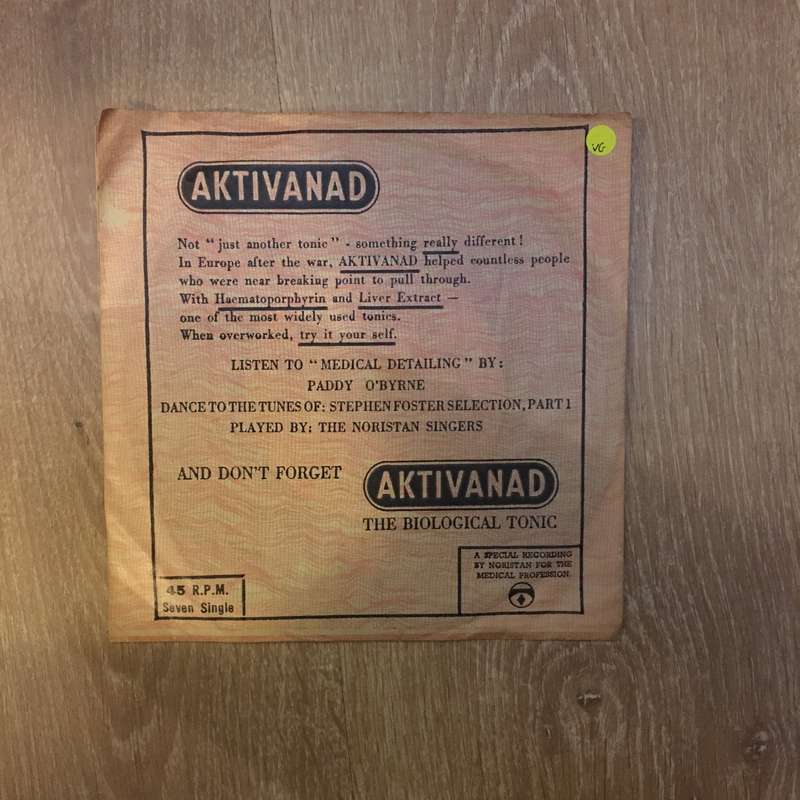 VG
AKTIVANAD
Not "just another tonic" - something really different!
In Europe after the war, AKTIVANAD helped countless people
who were near breaking point to pull through.
With Haematoporphyrin and Liver Extract —
one of the most widely used tonics.
When overworked, try it your self.
LISTEN TO "MEDICAL DETAILING" BY:
PADDY O'BYRNE
DANCE TO THE TUNES OF: STEPHEN FOSTER SELECTION, PART 1
PLAYED BY: THE NORISTAN SINGERS
AND DON'T FORGET
AKTIVANAD
THE BIOLOGICAL TONIC
45 R.P.M.
Seven Single
A SPECIAL RECORDING
BY NORISTAN FOR THE
MEDICAL PROFESSION.